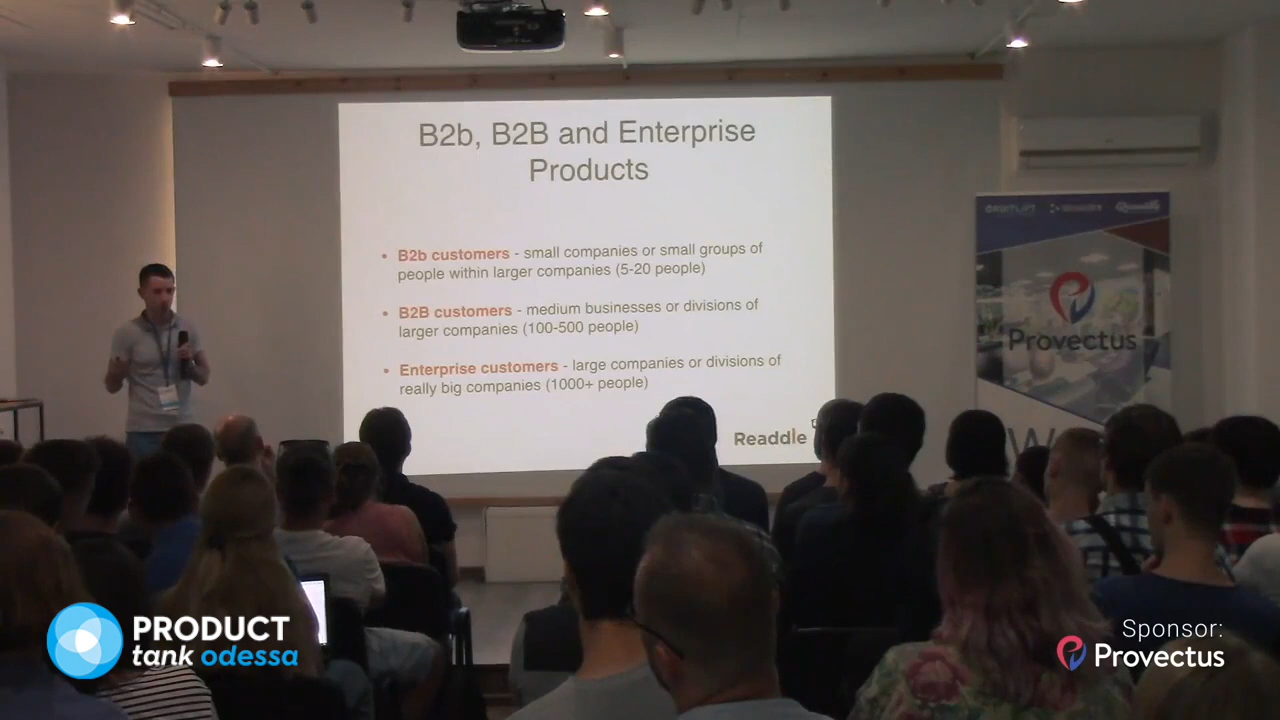 B2b, B2B and Enterprise
Products
• B2b customers - small companies or small groups of
people within larger companies (5-20 people)
• B2B customers - medium businesses or divisions of
larger companies (100-500 people)
• Enterprise customers - large companies or divisions of
really big companies (1000+ people)
Readdle
Provectus
PRODUCT
tank odessa
Sponsor:
Provectus